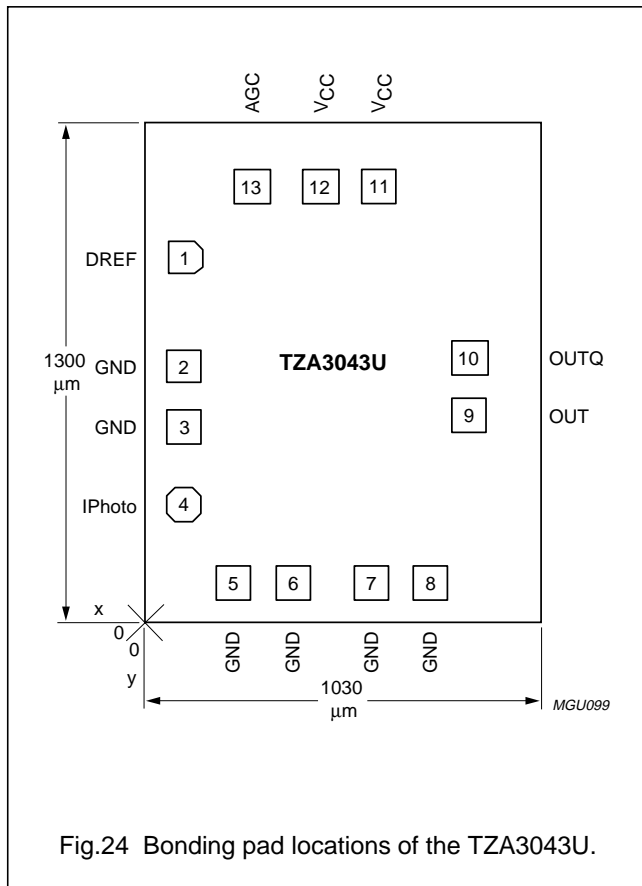 AGC
VCC
VCC
13
12
11
DREF
1
1300
µm
GND
2
TZA3043U
10
OUTQ
GND
3
9
OUT
IPhoto
4
5
6
7
8
x
0
0
y
GND
GND
GND
GND
1030
µm
MGU099
Fig.24 Bonding pad locations of the TZA3043U.